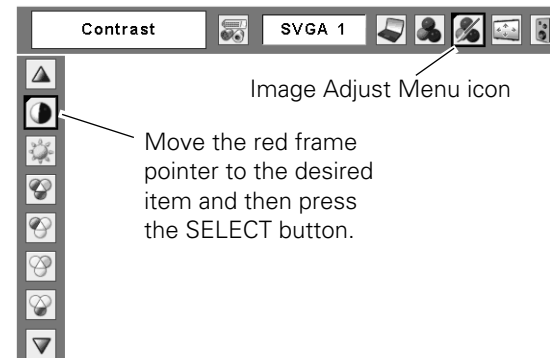 Contrast
SVGA 1
Image Adjust Menu icon
Move the red frame
pointer to the desired
item and then press
the SELECT button.